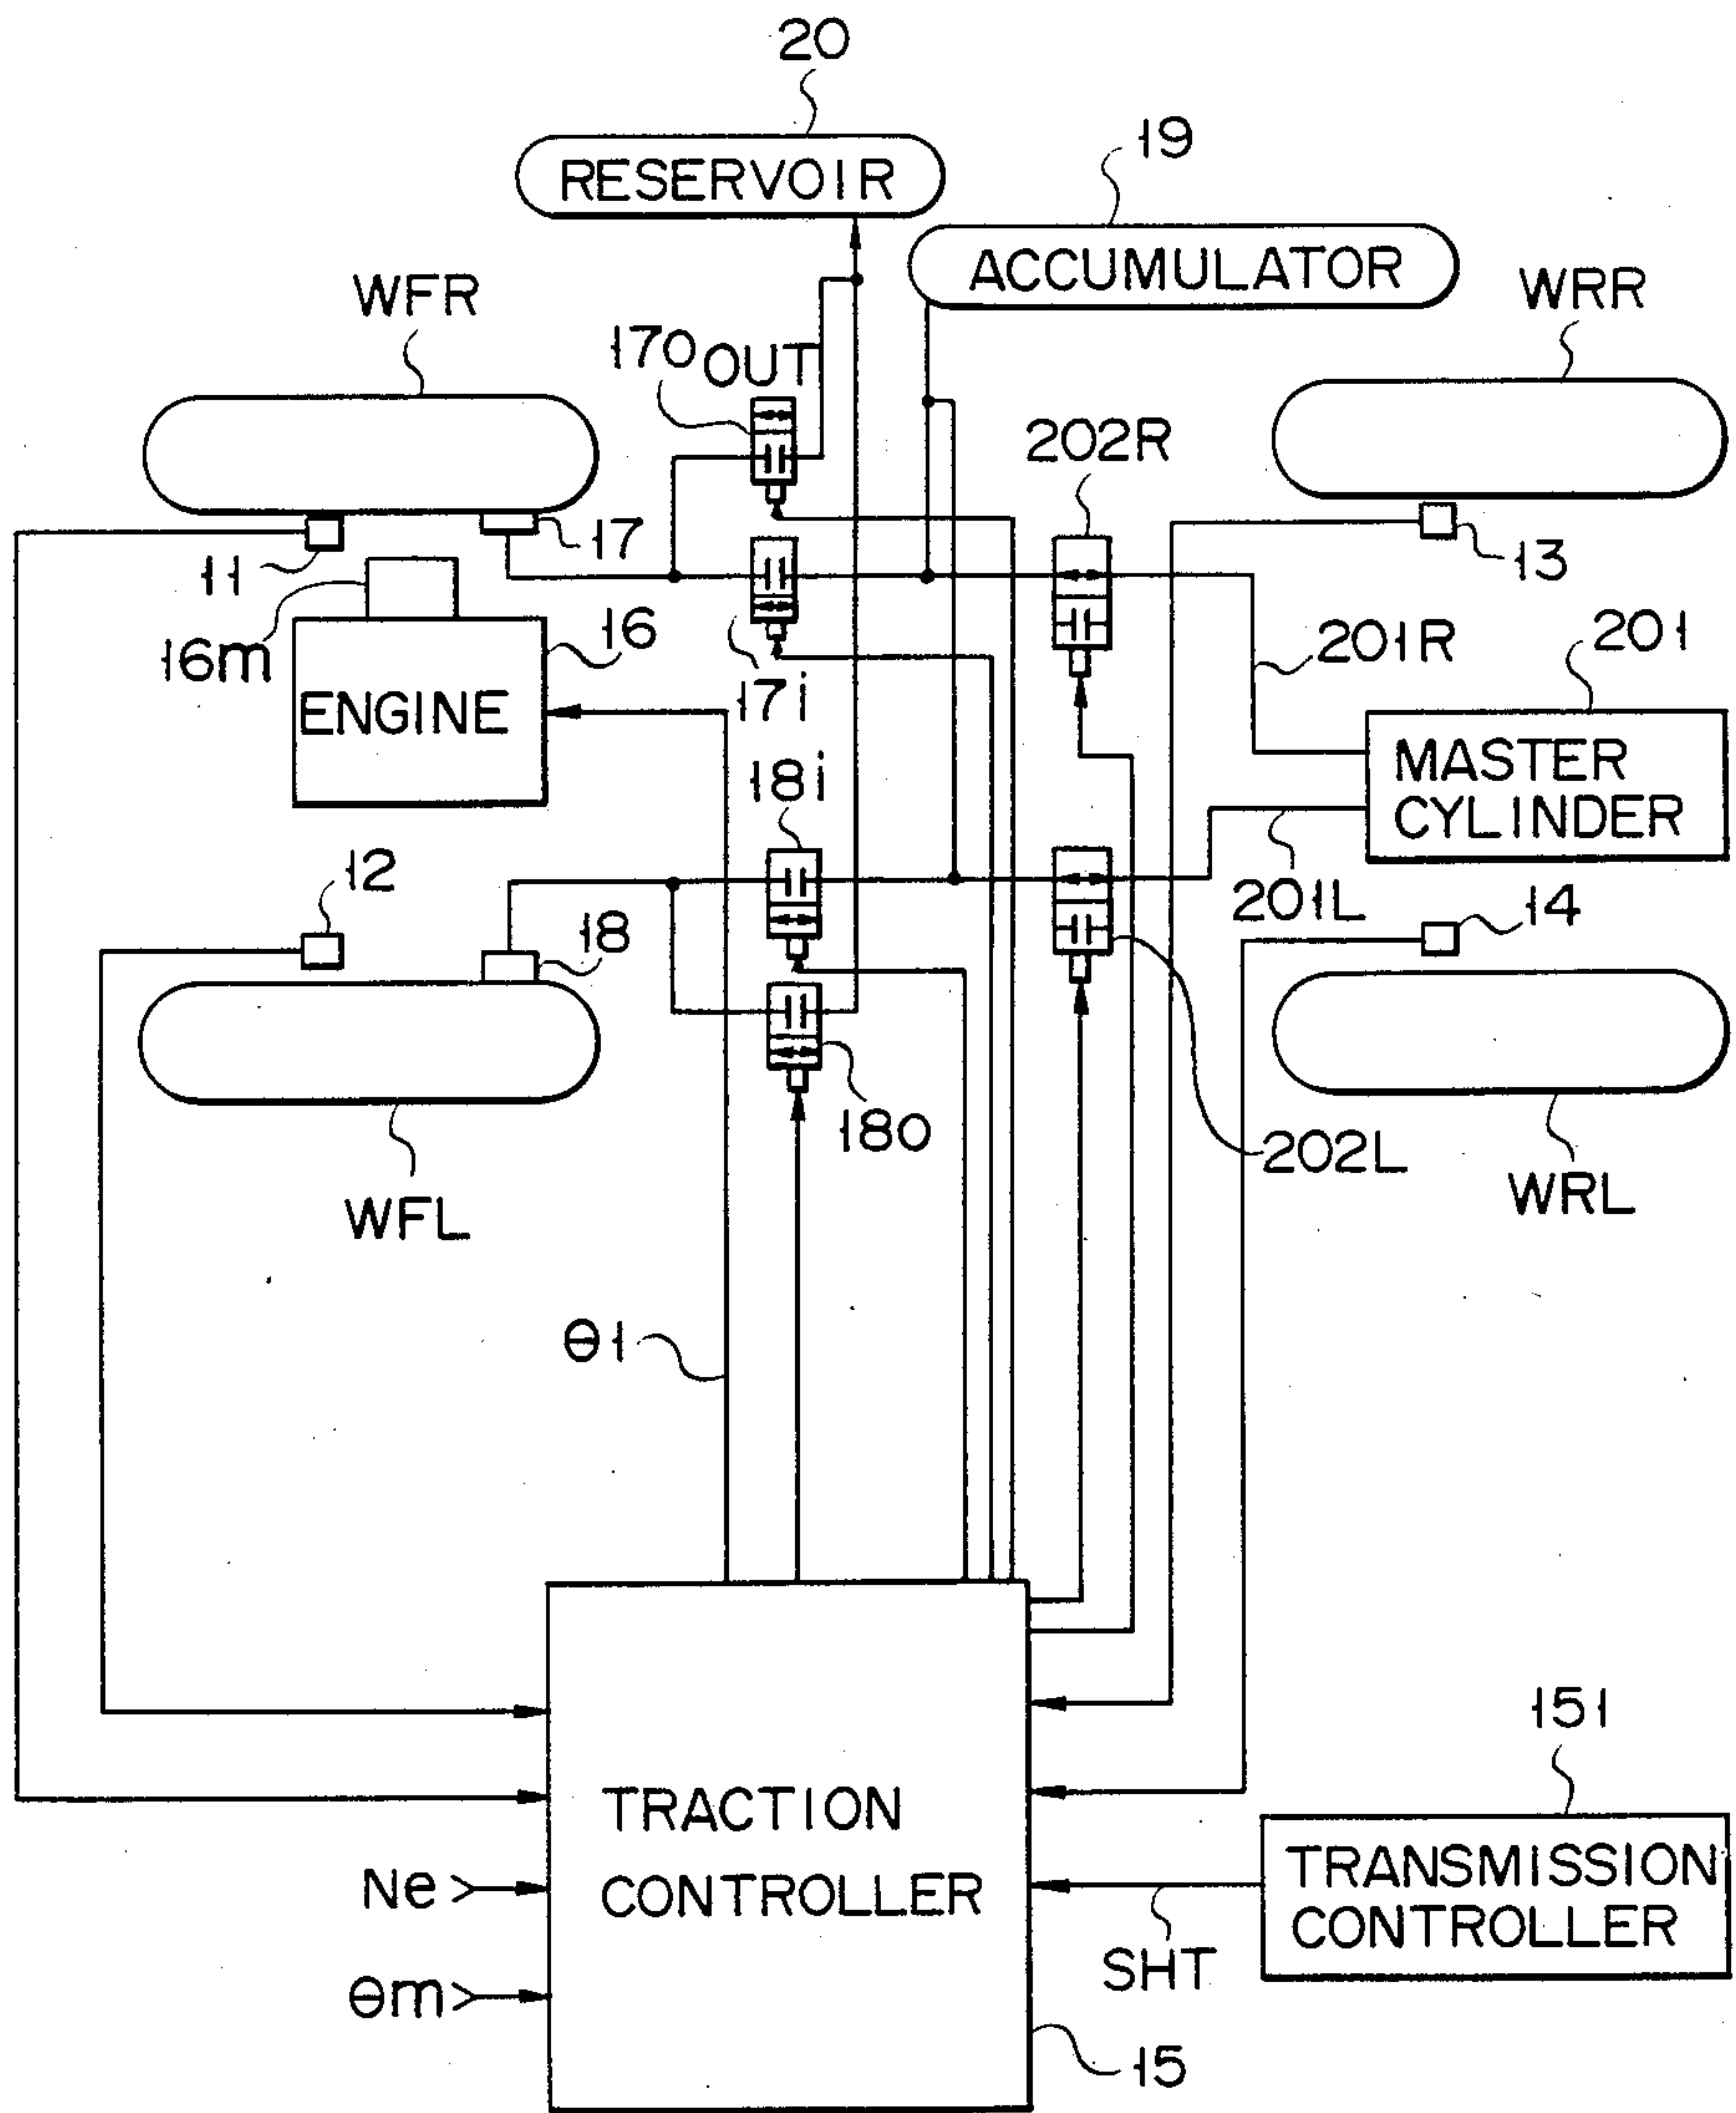 20
RESERVOIR
19
ACCUMULATOR
WFR
WRR
170
OUT
202R
11
17
13
16m
16
ENGINE
17i
201R
201
MASTER
CYLINDER
18i
12
18
201L
14
180
202L
WFL
WRL
θ1
151
TRACTION
CONTROLLER
TRANSMISSION
CONTROLLER
Ne
SHT
θm
15